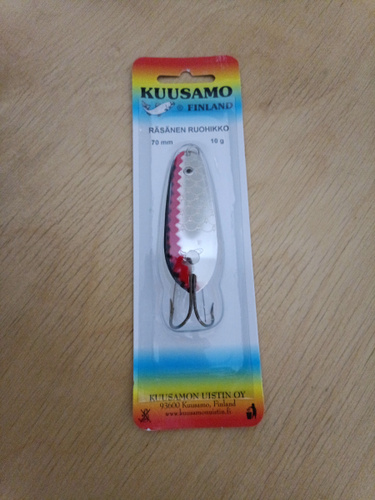 KUUSAMO
FINLAND
RÄSÄNEN RUOHIKKO
70 mm 18 g
KUUSAMON UISTIN OY
93600 Kuusamo, Finland
www.kuusamonuistin.fi